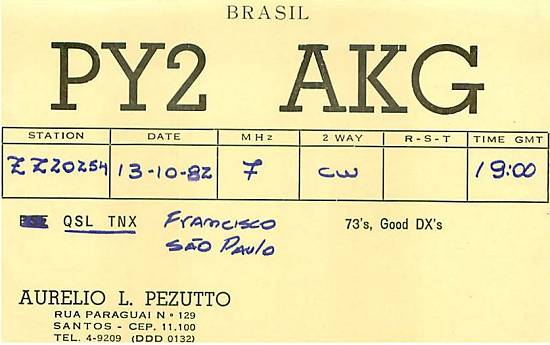 BRASIL
PY2 AKG
STATION DATE MHz 2 WAY R-S-T TIME GMT
ZZ20254 13-10-82 7 CW 19:00
QSL TNX Francisco 73's, Good DX's
São Paulo
AURELIO L. PEZUTTO
RUA PARAGUAI Nº 129
SANTOS - CEP. 11.100
TEL. 4-9209 (DDD 0132)